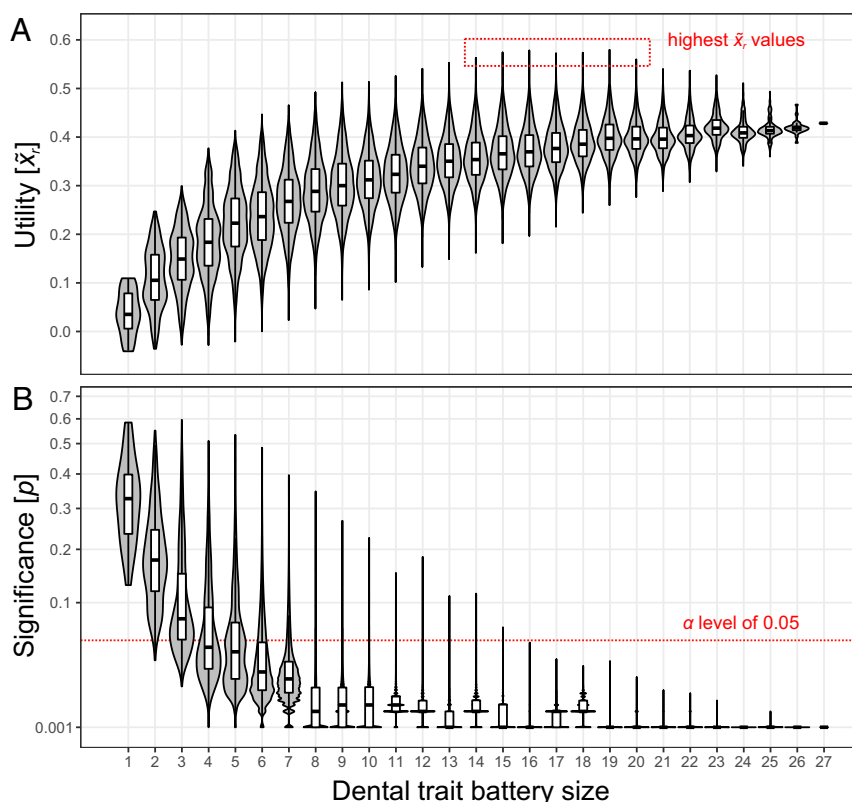 A
highest x̃r values
Utility [x̃r]
0.6
0.5
0.4
0.3
0.2
0.1
0.0
B
Significance [p]
0.7
0.6
0.5
0.4
0.3
0.2
0.1
0.001
α level of 0.05
1 2 3 4 5 6 7 8 9 10 11 12 13 14 15 16 17 18 19 20 21 22 23 24 25 26 27
Dental trait battery size